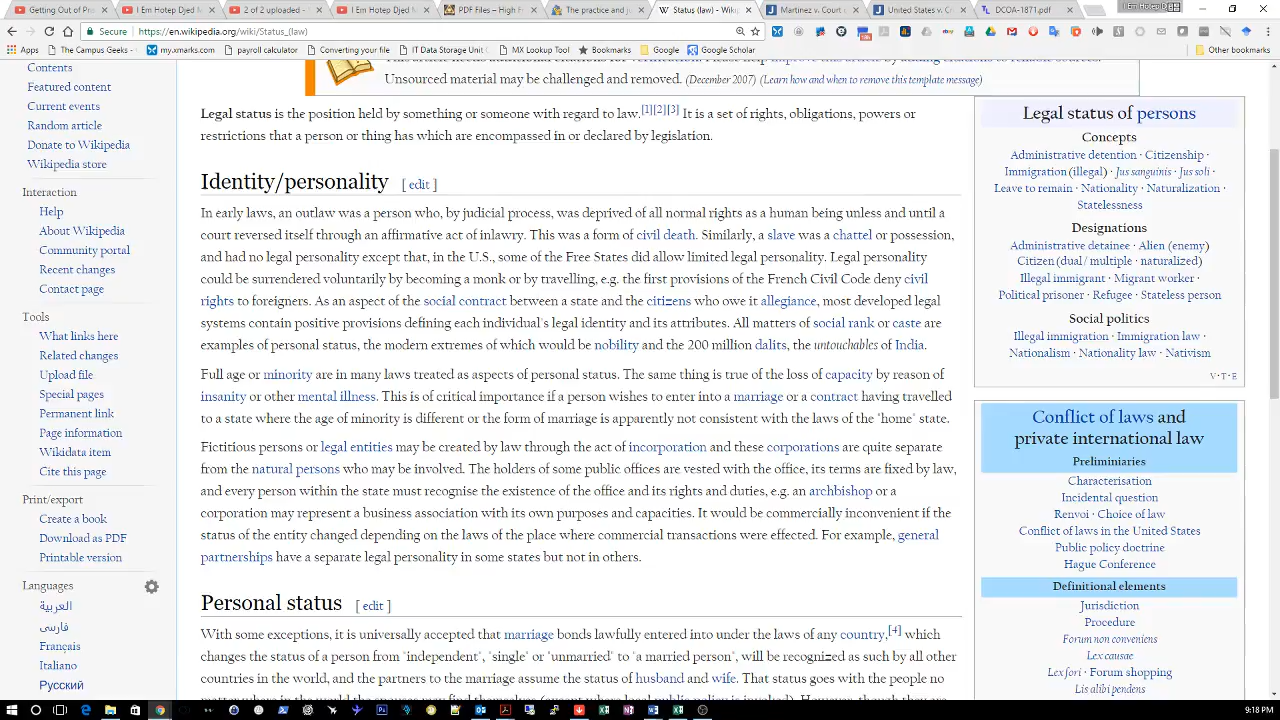 Getting Out of Pro
I Em Hotep Djed M
2 of 2 uploaded -
I Em Hotep Djed M
PDF Files – High F
The practice and ju
Status (law) - Wikip
Martinez v. Court o
United States v. C
DCOA-1871.pdf
I Em Hotep Djed
Secure
https://en.wikipedia.org/wiki/Status_(law)
Apps
The Campus Geeks -
my.xmarks.com
payroll calculator
Converting your file
IT Data Storage Unit
MX Lookup Tool
Bookmarks
Google
Google Scholar
Other bookmarks
Contents
Featured content
Current events
Random article
Donate to Wikipedia
Wikipedia store
Interaction
Help
About Wikipedia
Community portal
Recent changes
Contact page
Tools
What links here
Related changes
Upload file
Special pages
Permanent link
Page information
Wikidata item
Cite this page
Print/export
Create a book
Download as PDF
Printable version
Languages
العربية
فارسی
Français
Italiano
Русский
This article needs additional citations for verification. Please help improve this article by adding citations to reliable sources.
Unsourced material may be challenged and removed. (December 2007) (Learn how and when to remove this template message)
Legal status is the position held by something or someone with regard to law.[1][2][3] It is a set of rights, obligations, powers or
restrictions that a person or thing has which are encompassed in or declared by legislation.
Identity/personality [ edit ]
In early laws, an outlaw was a person who, by judicial process, was deprived of all normal rights as a human being unless and until a
court reversed itself through an affirmative act of inlawry. This was a form of civil death. Similarly, a slave was a chattel or possession,
and had no legal personality except that, in the U.S., some of the Free States did allow limited legal personality. Legal personality
could be surrendered voluntarily by becoming a monk or by travelling, e.g. the first provisions of the French Civil Code deny civil
rights to foreigners. As an aspect of the social contract between a state and the citizens who owe it allegiance, most developed legal
systems contain positive provisions defining each individual's legal identity and its attributes. All matters of social rank or caste are
examples of personal status, the modern extremes of which would be nobility and the 200 million dalits, the untouchables of India.
Full age or minority are in many laws treated as aspects of personal status. The same thing is true of the loss of capacity by reason of
insanity or other mental illness. This is of critical importance if a person wishes to enter into a marriage or a contract having travelled
to a state where the age of minority is different or the form of marriage is apparently not consistent with the laws of the "home" state.
Fictitious persons or legal entities may be created by law through the act of incorporation and these corporations are quite separate
from the natural persons who may be involved. The holders of some public offices are vested with the office, its terms are fixed by law,
and every person within the state must recognise the existence of the office and its rights and duties, e.g. an archbishop or a
corporation may represent a business association with its own purposes and capacities. It would be commercially inconvenient if the
status of the entity changed depending on the laws of the place where commercial transactions were effected. For example, general
partnerships have a separate legal personality in some states but not in others.
Personal status [ edit ]
With some exceptions, it is universally accepted that marriage bonds lawfully entered into under the laws of any country,[4] which
changes the status of a person from "independent", "single" or "unmarried" to "a married person", will be recognized as such by all other
countries in the world, and the parties to the marriage assume the status of husband and wife. That status goes with the people no
Legal status of persons
Concepts
Administrative detention · Citizenship ·
Immigration (illegal) · Jus sanguinis · Jus soli ·
Leave to remain · Nationality · Naturalization ·
Statelessness
Designations
Administrative detainee · Alien (enemy)
Citizen (dual / multiple · naturalized)
Illegal immigrant · Migrant worker ·
Political prisoner · Refugee · Stateless person
Social politics
Illegal immigration · Immigration law ·
Nationalism · Nationality law · Nativism
V·T·E
Conflict of laws and
private international law
Preliminiaries
Characterisation
Incidental question
Renvoi · Choice of law
Conflict of laws in the United States
Public policy doctrine
Hague Conference
Definitional elements
Jurisdiction
Procedure
Forum non conveniens
Lex causae
Lex fori · Forum shopping
Lis alibi pendens
9:18 PM